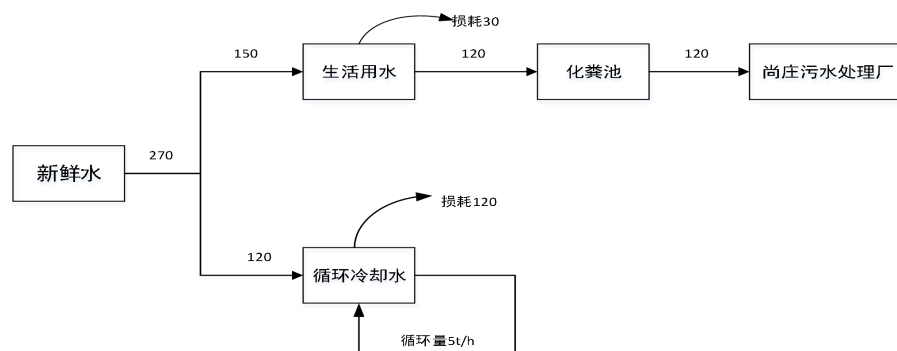 损耗30
150
生活用水
120
化粪池
120
尚庄污水处理厂
新鲜水
270
损耗120
120
循环冷却水
循环量5t/h